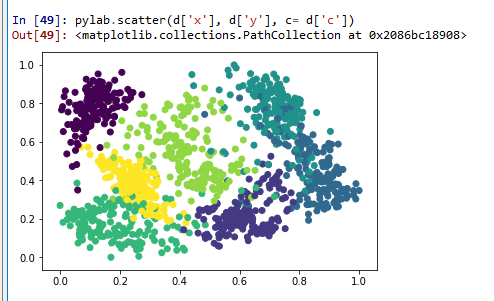 In [49]: pylab.scatter(d['x'], d['y'], c= d['c'])
Out[49]: <matplotlib.collections.PathCollection at 0x2086bc18908>
1.0
0.8
0.6
0.4
0.2
0.0
0.0 0.2 0.4 0.6 0.8 1.0